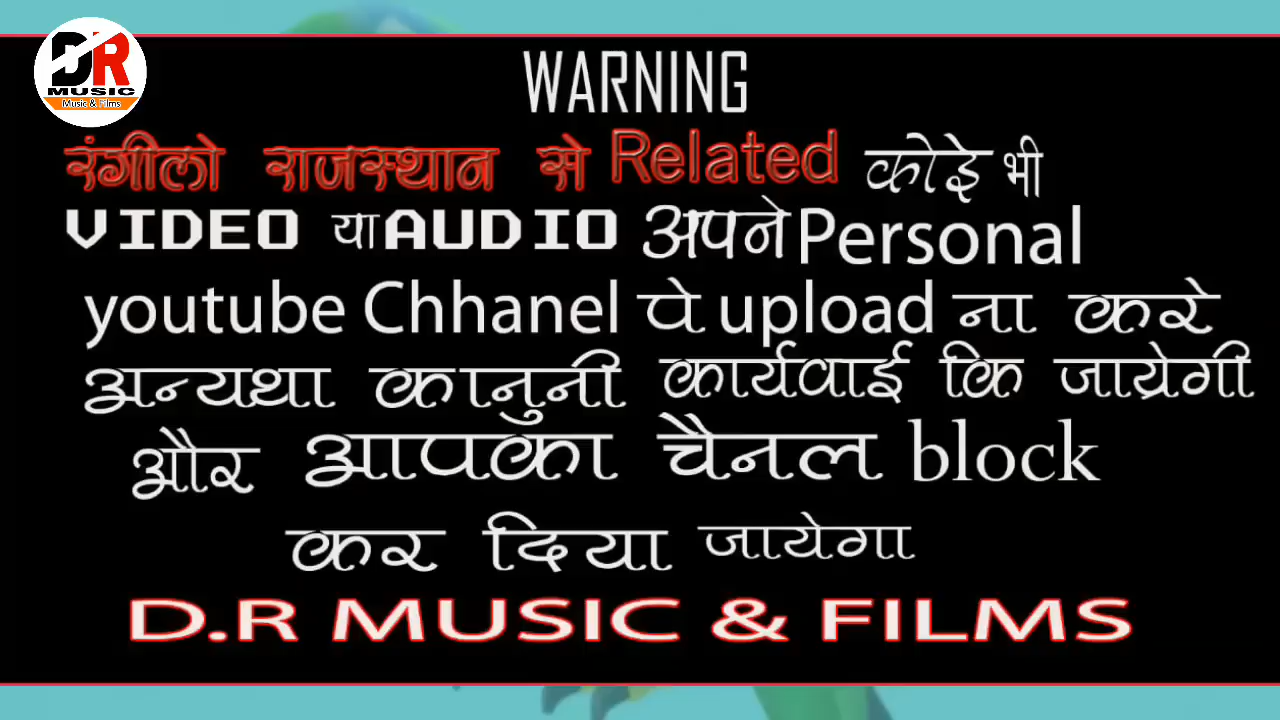 DR
MUSIC
Music & Films
WARNING
रंगीलो राजस्थान से Related कोइे भी
VIDEO या AUDIO अपने Personal
youtube Chhanel पे upload ना करे
अन्यथा कानुनी कार्यवाई कि जाय्रेगी
और आपका चैनल block
कर दिया जायेगा
D.R MUSIC & FILMS